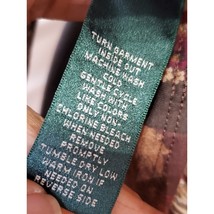 TURN GARMENT
INSIDE OUT
MACHINE WASH
COLD
GENTLE CYCLE
WASH WITH
LIKE COLORS
ONLY NON-
CHLORINE BLEACH
WHEN NEEDED
REMOVE
PROMPTLY
TUMBLE DRY LOW
WARM IRON IF
NEEDED ON
REVERSE SIDE